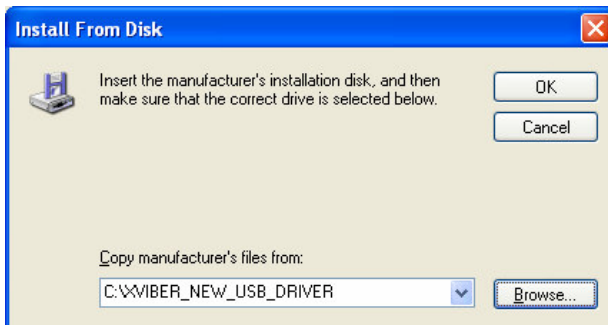 Install From Disk
Insert the manufacturer's installation disk, and then
make sure that the correct drive is selected below.
OK
Cancel
Copy manufacturer's files from:
C:\XVIBER_NEW_USB_DRIVER
Browse...